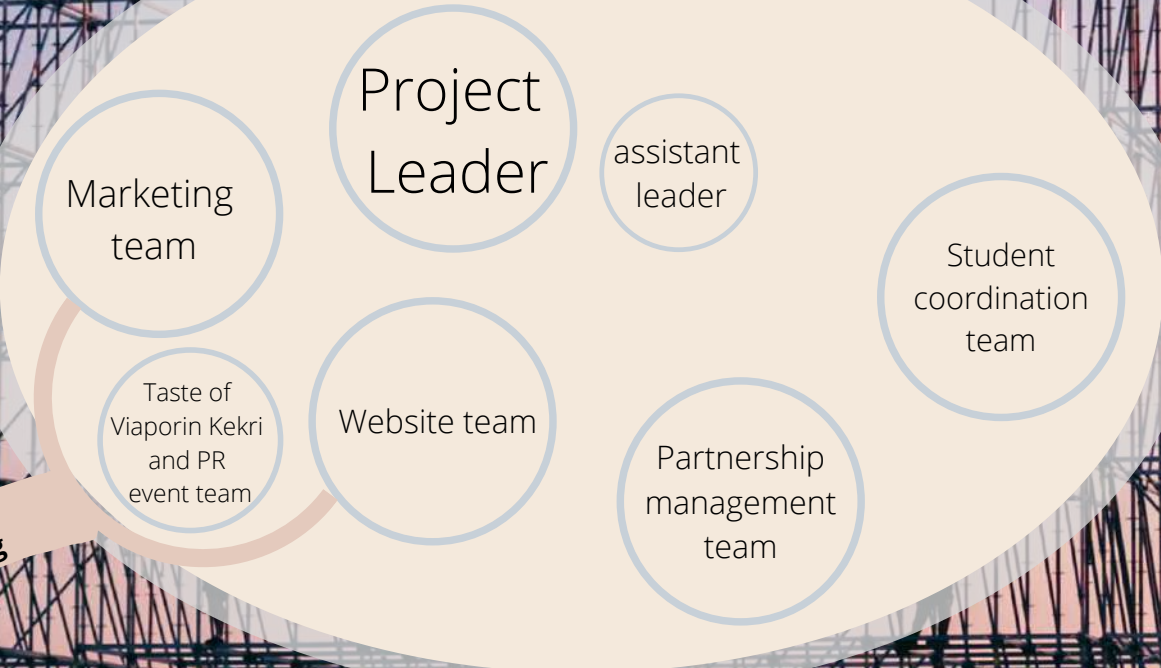 Project
Leader
assistant
leader
Marketing
team
Student
coordination
team
Taste of
Viaporin Kekri
and PR
event team
Website team
Partnership
management
team